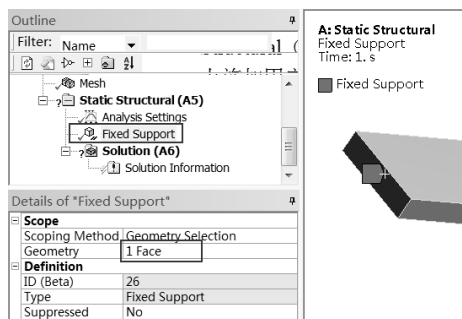 Outline
Filter: Name
Mesh
Static Structural (A5)
Analysis Settings
Fixed Support
Solution (A6)
Solution Information
Details of "Fixed Support"
Scope
Scoping Method Geometry Selection
Geometry 1 Face
Definition
ID (Beta) 26
Type Fixed Support
Suppressed No
A: Static Structural
Fixed Support
Time: 1. s
Fixed Support